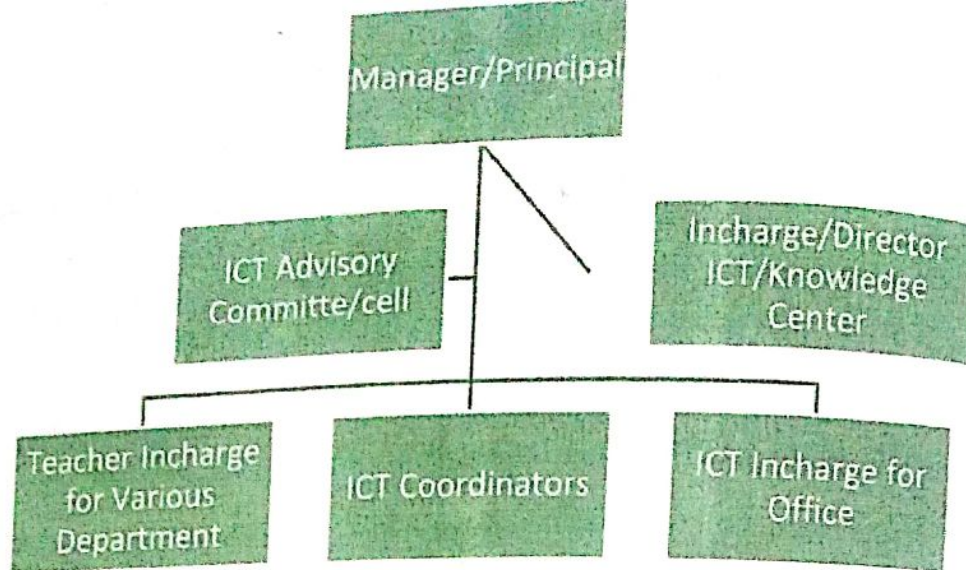 Manager/Principal
ICT Advisory
Committe/cell
Incharge/Director
ICT/Knowledge
Center
Teacher Incharge
for Various
Department
ICT Coordinators
ICT Incharge for
Office